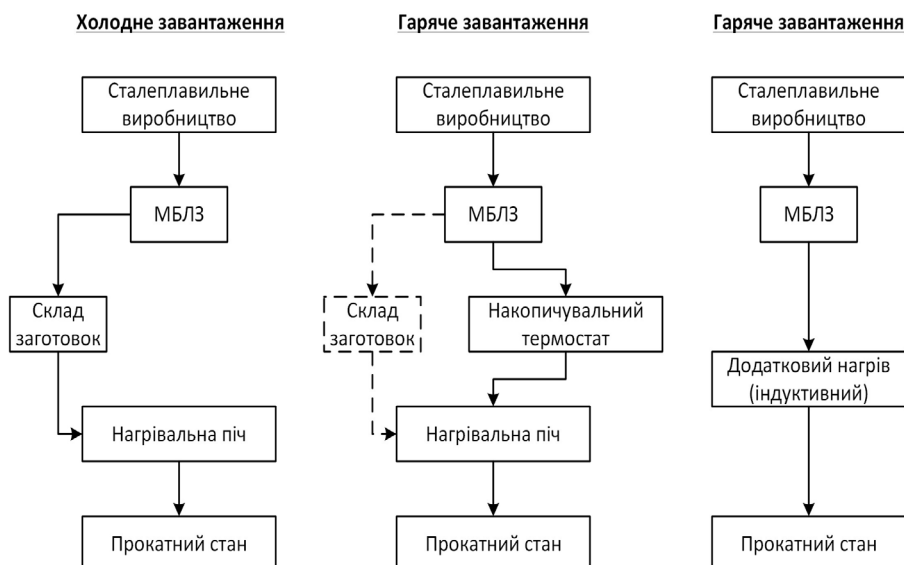 Холодне завантаження
Сталеплавильне
виробництво
МБЛЗ
Склад
заготовок
Нагрівальна піч
Прокатний стан
Гаряче завантаження
Сталеплавильне
виробництво
МБЛЗ
Склад
заготовок
Накопичувальний
термостат
Нагрівальна піч
Прокатний стан
Гаряче завантаження
Сталеплавильне
виробництво
МБЛЗ
Додатковий нагрів
(індуктивний)
Прокатний стан